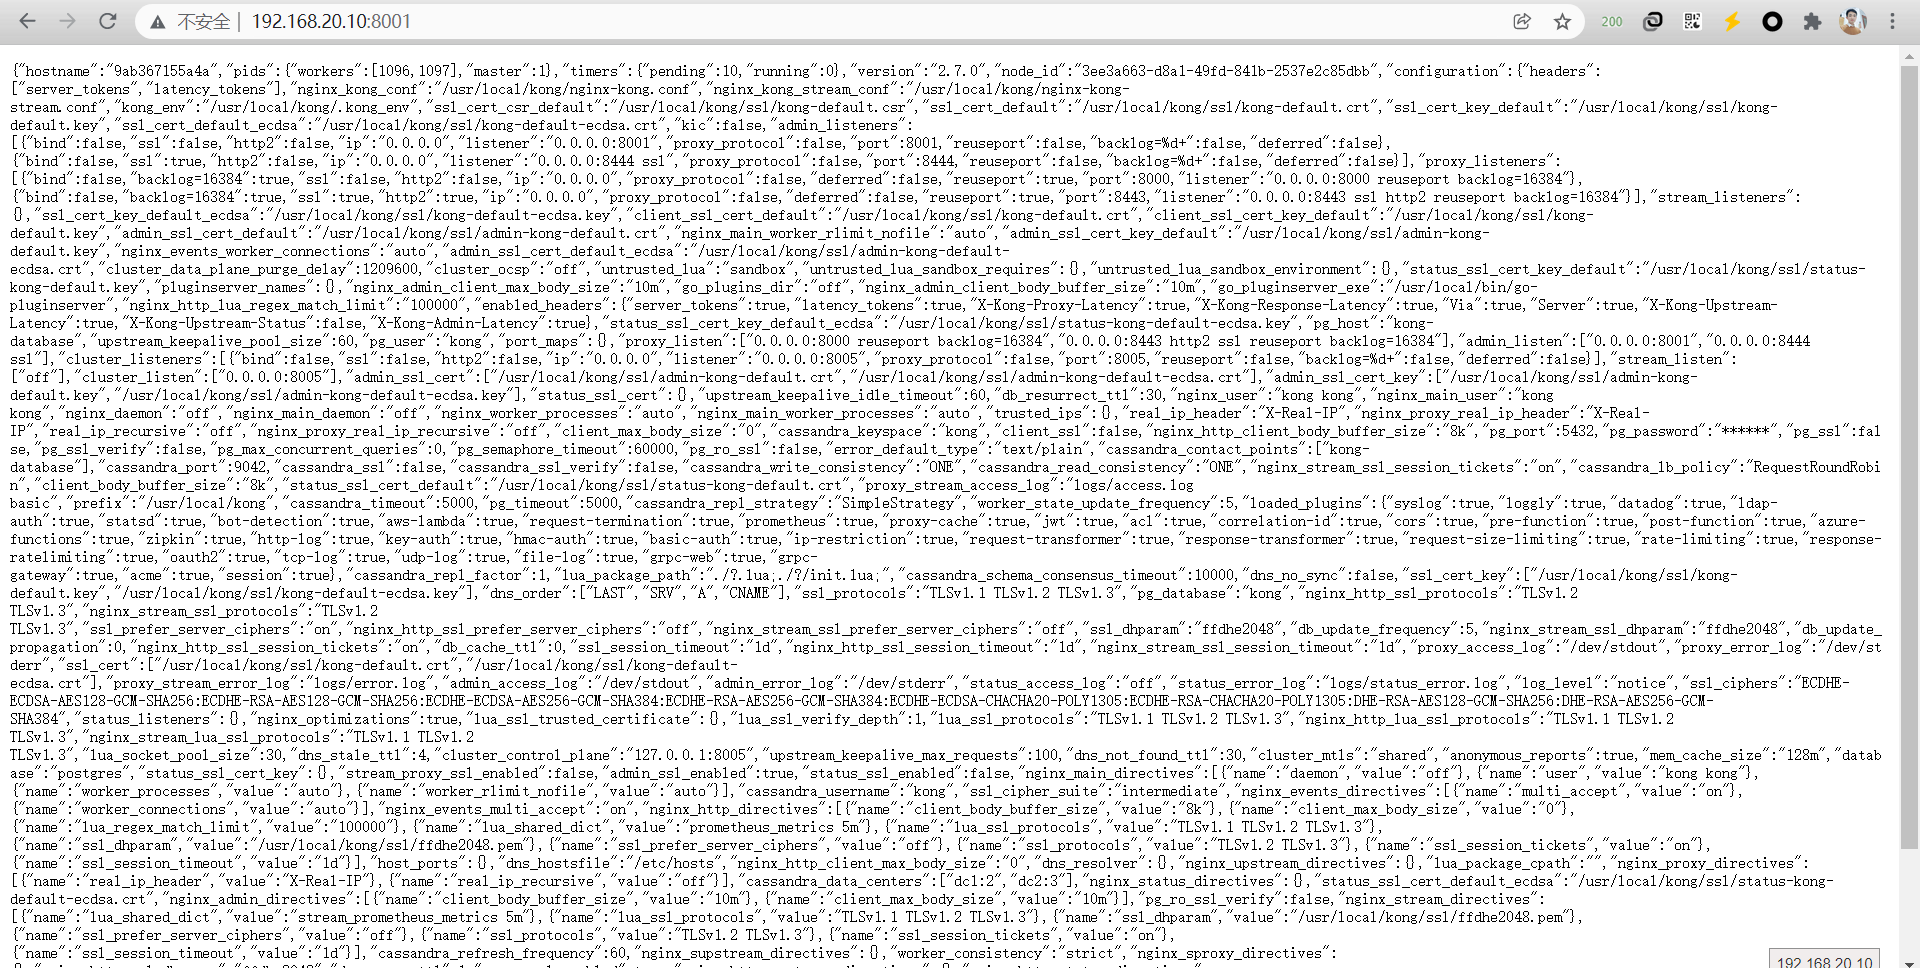 不安全 | 192.168.20.10:8001
200
{"hostname":"9ab367155a4a","pids":{"workers":[1096,1097],"master":1},"timers":{"pending":10,"running":0},"version":"2.7.0","node_id":"3ee3a663-d8a1-49fd-841b-2537e2c85dbb","configuration":{"headers":
["server_tokens","latency_tokens"],"nginx_kong_conf":"/usr/local/kong/nginx-kong.conf","nginx_kong_stream_conf":"/usr/local/kong/nginx-kong-
stream.conf","kong_env":"/usr/local/kong/.kong_env","ssl_cert_csr_default":"/usr/local/kong/ssl/kong-default.csr","ssl_cert_default":"/usr/local/kong/ssl/kong-default.crt","ssl_cert_key_default":"/usr/local/kong/ssl/kong-
default.key","ssl_cert_default_ecdsa":"/usr/local/kong/ssl/kong-default-ecdsa.crt","kic":false,"admin_listeners":
[{"bind":false,"ssl":false,"http2":false,"ip":"0.0.0.0","listener":"0.0.0.0:8001","proxy_protocol":false,"port":8001,"reuseport":false,"backlog=%d+":false,"deferred":false},
{"bind":false,"ssl":true,"http2":false,"ip":"0.0.0.0","listener":"0.0.0.0:8444 ssl","proxy_protocol":false,"port":8444,"reuseport":false,"backlog=%d+":false,"deferred":false}],"proxy_listeners":
[{"bind":false,"backlog=16384":true,"ssl":false,"http2":false,"ip":"0.0.0.0","proxy_protocol":false,"deferred":false,"reuseport":true,"port":8000,"listener":"0.0.0.0:8000 reuseport backlog=16384"},
{"bind":false,"backlog=16384":true,"ssl":true,"http2":true,"ip":"0.0.0.0","proxy_protocol":false,"deferred":false,"reuseport":true,"port":8443,"listener":"0.0.0.0:8443 ssl http2 reuseport backlog=16384"}],"stream_listeners":
{},"ssl_cert_key_default_ecdsa":"/usr/local/kong/ssl/kong-default-ecdsa.key","client_ssl_cert_default":"/usr/local/kong/ssl/kong-default.crt","client_ssl_cert_key_default":"/usr/local/kong/ssl/kong-
default.key","admin_ssl_cert_default":"/usr/local/kong/ssl/admin-kong-default.crt","nginx_main_worker_rlimit_nofile":"auto","admin_ssl_cert_key_default":"/usr/local/kong/ssl/admin-kong-
default.key","nginx_events_worker_connections":"auto","admin_ssl_cert_default_ecdsa":"/usr/local/kong/ssl/admin-kong-default-
ecdsa.crt","cluster_data_plane_purge_delay":1209600,"cluster_ocsp":"off","untrusted_lua":"sandbox","untrusted_lua_sandbox_requires":{},"untrusted_lua_sandbox_environment":{},"status_ssl_cert_key_default":"/usr/local/kong/ssl/status-
kong-default.key","pluginserver_names":{},"nginx_admin_client_max_body_size":"10m","go_plugins_dir":"off","nginx_admin_client_body_buffer_size":"10m","go_pluginserver_exe":"/usr/local/bin/go-
pluginserver","nginx_http_lua_regex_match_limit":"100000","enabled_headers":{"server_tokens":true,"latency_tokens":true,"X-Kong-Proxy-Latency":true,"X-Kong-Response-Latency":true,"Via":true,"Server":true,"X-Kong-Upstream-
Latency":true,"X-Kong-Upstream-Status":false,"X-Kong-Admin-Latency":true},"status_ssl_cert_key_default_ecdsa":"/usr/local/kong/ssl/status-kong-default-ecdsa.key","pg_host":"kong-
database","upstream_keepalive_pool_size":60,"pg_user":"kong","port_maps":{},"proxy_listen":["0.0.0.0:8000 reuseport backlog=16384","0.0.0.0:8443 http2 ssl reuseport backlog=16384"],"admin_listen":["0.0.0.0:8001","0.0.0.0:8444
ssl"],"cluster_listeners":[{"bind":false,"ssl":false,"http2":false,"ip":"0.0.0.0","listener":"0.0.0.0:8005","proxy_protocol":false,"port":8005,"reuseport":false,"backlog=%d+":false,"deferred":false}],"stream_listen":
["off"],"cluster_listen":["0.0.0.0:8005"],"admin_ssl_cert":["/usr/local/kong/ssl/admin-kong-default.crt","/usr/local/kong/ssl/admin-kong-default-ecdsa.crt"],"admin_ssl_cert_key":["/usr/local/kong/ssl/admin-kong-
default.key","/usr/local/kong/ssl/admin-kong-default-ecdsa.key"],"status_ssl_cert":{},"upstream_keepalive_idle_timeout":60,"db_resurrect_ttl":30,"nginx_user":"kong kong","nginx_main_user":"kong
kong","nginx_daemon":"off","nginx_main_daemon":"off","nginx_worker_processes":"auto","nginx_main_worker_processes":"auto","trusted_ips":{},"real_ip_header":"X-Real-IP","nginx_proxy_real_ip_header":"X-Real-
IP","real_ip_recursive":"off","nginx_proxy_real_ip_recursive":"off","client_max_body_size":"0","cassandra_keyspace":"kong","client_ssl":false,"nginx_http_client_body_buffer_size":"8k","pg_port":5432,"pg_password":"******","pg_ssl":fal
se,"pg_ssl_verify":false,"pg_max_concurrent_queries":0,"pg_semaphore_timeout":60000,"pg_ro_ssl":false,"error_default_type":"text/plain","cassandra_contact_points":["kong-
database"],"cassandra_port":9042,"cassandra_ssl":false,"cassandra_ssl_verify":false,"cassandra_write_consistency":"ONE","cassandra_read_consistency":"ONE","nginx_stream_ssl_session_tickets":"on","cassandra_lb_policy":"RequestRoundRobi
n","client_body_buffer_size":"8k","status_ssl_cert_default":"/usr/local/kong/ssl/status-kong-default.crt","proxy_stream_access_log":"logs/access.log
basic","prefix":"/usr/local/kong","cassandra_timeout":5000,"pg_timeout":5000,"cassandra_repl_strategy":"SimpleStrategy","worker_state_update_frequency":5,"loaded_plugins":{"syslog":true,"loggly":true,"datadog":true,"ldap-
auth":true,"statsd":true,"bot-detection":true,"aws-lambda":true,"request-termination":true,"prometheus":true,"proxy-cache":true,"jwt":true,"acl":true,"correlation-id":true,"cors":true,"pre-function":true,"post-function":true,"azure-
functions":true,"zipkin":true,"http-log":true,"key-auth":true,"hmac-auth":true,"basic-auth":true,"ip-restriction":true,"request-transformer":true,"response-transformer":true,"request-size-limiting":true,"rate-limiting":true,"response-
ratelimiting":true,"oauth2":true,"tcp-log":true,"udp-log":true,"file-log":true,"grpc-web":true,"grpc-
gateway":true,"acme":true,"session":true},"cassandra_repl_factor":1,"lua_package_path":"./?.lua;./?/init.lua;","cassandra_schema_consensus_timeout":10000,"dns_no_sync":false,"ssl_cert_key":["/usr/local/kong/ssl/kong-
default.key","/usr/local/kong/ssl/kong-default-ecdsa.key"],"dns_order":["LAST","SRV","A","CNAME"],"ssl_protocols":"TLSv1.1 TLSv1.2 TLSv1.3","pg_database":"kong","nginx_http_ssl_protocols":"TLSv1.2
TLSv1.3","nginx_stream_ssl_protocols":"TLSv1.2
TLSv1.3","ssl_prefer_server_ciphers":"on","nginx_http_ssl_prefer_server_ciphers":"off","nginx_stream_ssl_prefer_server_ciphers":"off","ssl_dhparam":"ffdhe2048","db_update_frequency":5,"nginx_stream_ssl_dhparam":"ffdhe2048","db_update_
propagation":0,"nginx_http_ssl_session_tickets":"on","db_cache_ttl":0,"ssl_session_timeout":"1d","nginx_http_ssl_session_timeout":"1d","nginx_stream_ssl_session_timeout":"1d","proxy_access_log":"/dev/stdout","proxy_error_log":"/dev/st
derr","ssl_cert":["/usr/local/kong/ssl/kong-default.crt","/usr/local/kong/ssl/kong-default-
ecdsa.crt"],"proxy_stream_error_log":"logs/error.log","admin_access_log":"/dev/stdout","admin_error_log":"/dev/stderr","status_access_log":"off","status_error_log":"logs/status_error.log","log_level":"notice","ssl_ciphers":"ECDHE-
ECDSA-AES128-GCM-SHA256:ECDHE-RSA-AES128-GCM-SHA256:ECDHE-ECDSA-AES256-GCM-SHA384:ECDHE-RSA-AES256-GCM-SHA384:ECDHE-ECDSA-CHACHA20-POLY1305:ECDHE-RSA-CHACHA20-POLY1305:DHE-RSA-AES128-GCM-SHA256:DHE-RSA-AES256-GCM-
SHA384","status_listeners":{},"nginx_optimizations":true,"lua_ssl_trusted_certificate":{},"lua_ssl_verify_depth":1,"lua_ssl_protocols":"TLSv1.1 TLSv1.2 TLSv1.3","nginx_http_lua_ssl_protocols":"TLSv1.1 TLSv1.2
TLSv1.3","nginx_stream_lua_ssl_protocols":"TLSv1.1 TLSv1.2
TLSv1.3","lua_socket_pool_size":30,"dns_stale_ttl":4,"cluster_control_plane":"127.0.0.1:8005","upstream_keepalive_max_requests":100,"dns_not_found_ttl":30,"cluster_mtls":"shared","anonymous_reports":true,"mem_cache_size":"128m","datab
ase":"postgres","status_ssl_cert_key":{},"stream_proxy_ssl_enabled":false,"admin_ssl_enabled":true,"status_ssl_enabled":false,"nginx_main_directives":[{"name":"daemon","value":"off"},{"name":"user","value":"kong kong"},
{"name":"worker_processes","value":"auto"},{"name":"worker_rlimit_nofile","value":"auto"}],"cassandra_username":"kong","ssl_cipher_suite":"intermediate","nginx_events_directives":[{"name":"multi_accept","value":"on"},
{"name":"worker_connections","value":"auto"}],"nginx_events_multi_accept":"on","nginx_http_directives":[{"name":"client_body_buffer_size","value":"8k"},{"name":"client_max_body_size","value":"0"},
{"name":"lua_regex_match_limit","value":"100000"},{"name":"lua_shared_dict","value":"prometheus_metrics 5m"},{"name":"lua_ssl_protocols","value":"TLSv1.1 TLSv1.2 TLSv1.3"},
{"name":"ssl_dhparam","value":"/usr/local/kong/ssl/ffdhe2048.pem"},{"name":"ssl_prefer_server_ciphers","value":"off"},{"name":"ssl_protocols","value":"TLSv1.2 TLSv1.3"},{"name":"ssl_session_tickets","value":"on"},
{"name":"ssl_session_timeout","value":"1d"}],"host_ports":{},"dns_hostsfile":"/etc/hosts","nginx_http_client_max_body_size":"0","dns_resolver":{},"nginx_upstream_directives":{},"lua_package_cpath":"","nginx_proxy_directives":
[{"name":"real_ip_header","value":"X-Real-IP"},{"name":"real_ip_recursive","value":"off"}],"cassandra_data_centers":["dc1:2","dc2:3"],"nginx_status_directives":{},"status_ssl_cert_default_ecdsa":"/usr/local/kong/ssl/status-kong-
default-ecdsa.crt","nginx_admin_directives":[{"name":"client_body_buffer_size","value":"10m"},{"name":"client_max_body_size","value":"10m"}],"pg_ro_ssl_verify":false,"nginx_stream_directives":
[{"name":"lua_shared_dict","value":"stream_prometheus_metrics 5m"},{"name":"lua_ssl_protocols","value":"TLSv1.1 TLSv1.2 TLSv1.3"},{"name":"ssl_dhparam","value":"/usr/local/kong/ssl/ffdhe2048.pem"},
{"name":"ssl_prefer_server_ciphers","value":"off"},{"name":"ssl_protocols","value":"TLSv1.2 TLSv1.3"},{"name":"ssl_session_tickets","value":"on"},
{"name":"ssl_session_timeout","value":"1d"}],"cassandra_refresh_frequency":60,"nginx_supstream_directives":{},"worker_consistency":"strict","nginx_sproxy_directives":
192.168.20.10